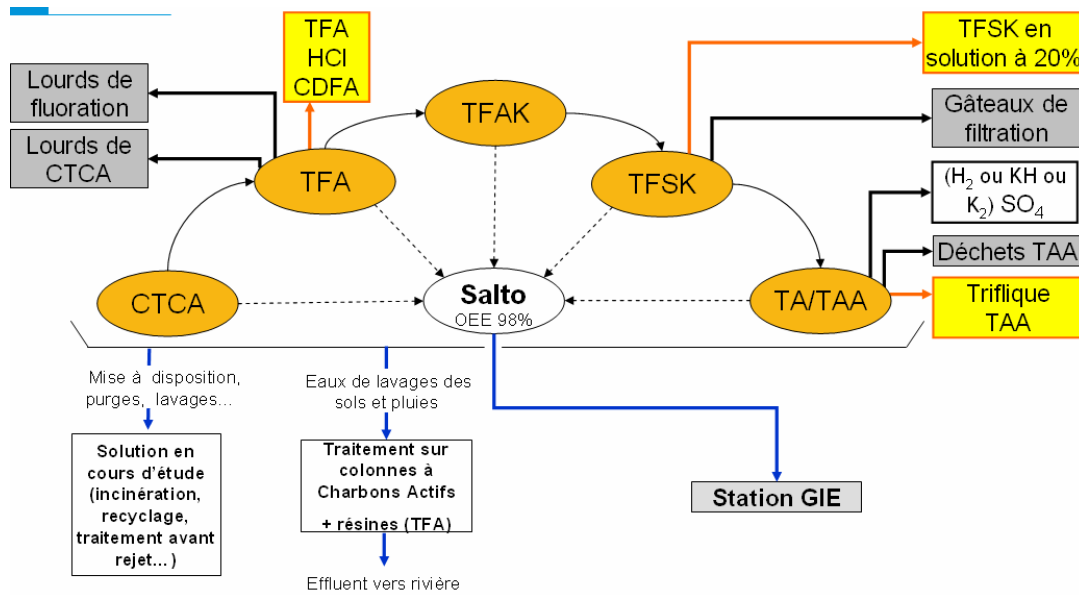 TFA
HCl
CDFA
TFSK en
solution à 20%
Lourds de
fluoration
Lourds de
CTCA
TFAK
Gâteaux de
filtration
TFA
TFSK
(H2 ou KH ou
K2) SO4
Déchets TAA
CTCA
Salto
OEE 98%
TA/TAA
Triflique
TAA
Mise à disposition,
purges, lavages...
Eaux de lavages des
sols et pluies
Solution en
cours d'étude
(incinération,
recyclage,
traitement avant
rejet...)
Traitement sur
colonnes à
Charbons Actifs
+ résines (TFA)
Station GIE
Effluent vers rivière